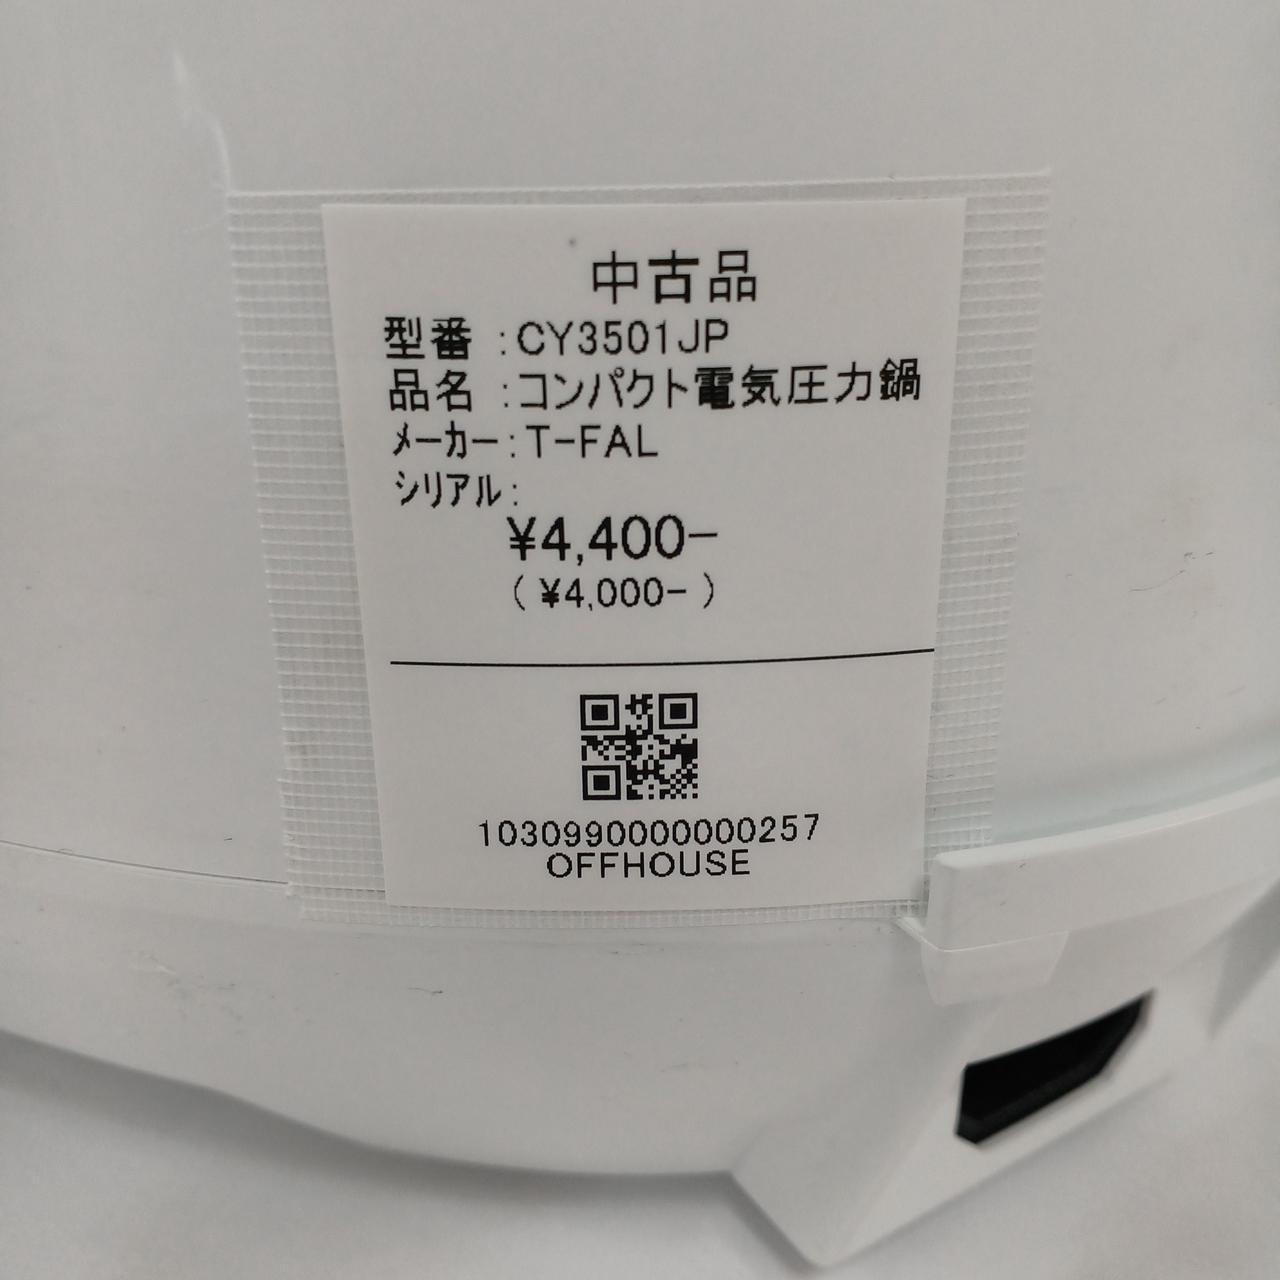 中古品
型番 :CY3501JP
品名 :コンパクト電気圧力鍋
メーカー:T-FAL
シリアル:
¥4,400-
(¥4,000-)
1030990000000257
OFFHOUSE